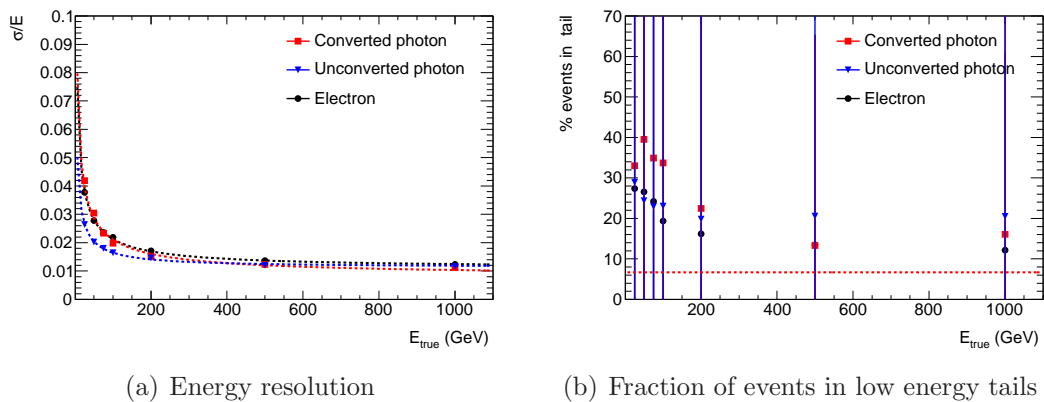 σ/E
0.1
0.09
0.08
0.07
0.06
0.05
0.04
0.03
0.02
0.01
0
Converted photon
Unconverted photon
Electron
200 400 600 800 1000
E_true (GeV)
(a) Energy resolution
% events in tail
70
60
50
40
30
20
10
0
Converted photon
Unconverted photon
Electron
200 400 600 800 1000
E_true (GeV)
(b) Fraction of events in low energy tails